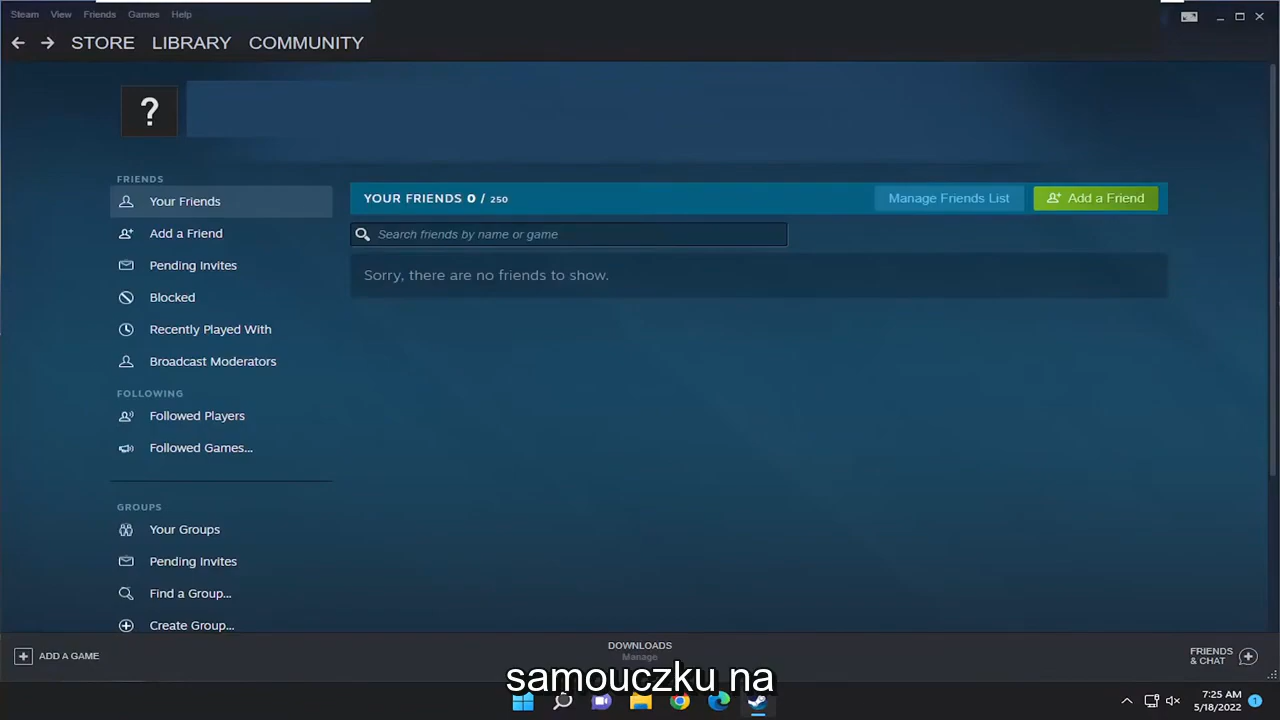 Steam View Friends Games Help
STORE LIBRARY COMMUNITY
?
FRIENDS
Your Friends
Add a Friend
Pending Invites
Blocked
Recently Played With
Broadcast Moderators
FOLLOWING
Followed Players
Followed Games...
GROUPS
Your Groups
Pending Invites
Find a Group...
Create Group...
YOUR FRIENDS 0 / 250
Manage Friends List
Add a Friend
Search friends by name or game
Sorry, there are no friends to show.
ADD A GAME
DOWNLOADS
Manage
FRIENDS
& CHAT
samouczku na
7:25 AM
5/18/2022
1